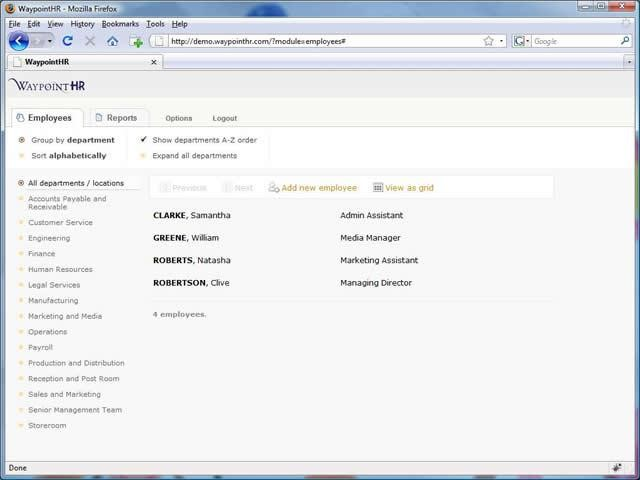 WaypointHR - Mozilla Firefox
File Edit View History Bookmarks Tools Help
http://demo.waypointhr.com/?module=employees#
Google
WaypointHR
WAYPOINT HR
Employees Reports Options Logout
Group by department
Sort alphabetically
Show departments A-Z order
Expand all departments
All departments / locations
Accounts Payable and
Receivable
Customer Service
Engineering
Finance
Human Resources
Legal Services
Manufacturing
Marketing and Media
Operations
Payroll
Production and Distribution
Reception and Post Room
Sales and Marketing
Senior Management Team
Storeroom
Previous Next Add new employee View as grid
CLARKE, Samantha Admin Assistant
GREENE, William Media Manager
ROBERTS, Natasha Marketing Assistant
ROBERTSON, Clive Managing Director
4 employees.
Done